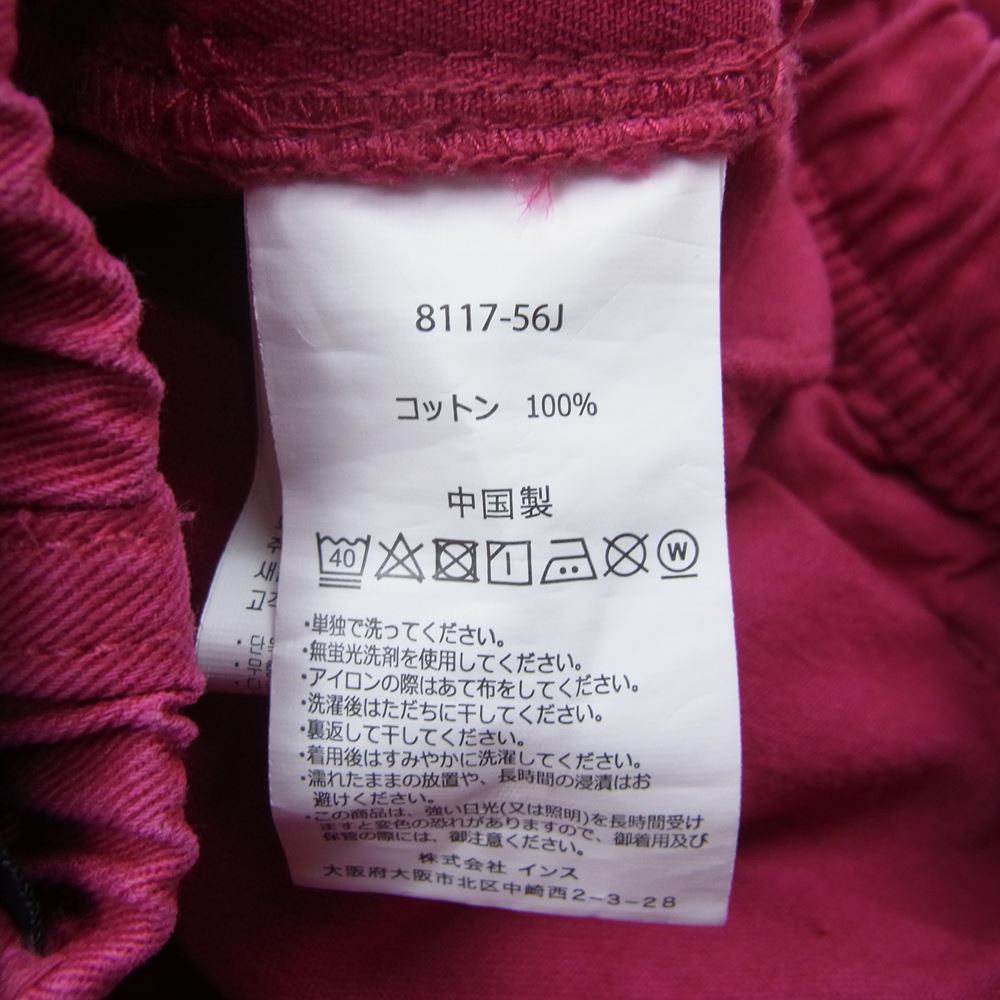 8117-56J
コットン 100%
中国製
40
W
・単独で洗ってください。
・無蛍光洗剤を使用してください。
・アイロンの際はあて布をしてください。
・洗濯後はただちに干してください。
・裏返して干してください。
・着用後はすみやかに洗濯してください。
・濡れたままの放置や、長時間の浸漬はお
避けください。
・この商品は、強い日光(又は照明)を長時間受け
ますと変色の恐れがありますので、御着用及び
保管の際には、御注意ください。
株式会社 インス
大阪府大阪市北区中崎西2-3-28
주
새
고객
・단독